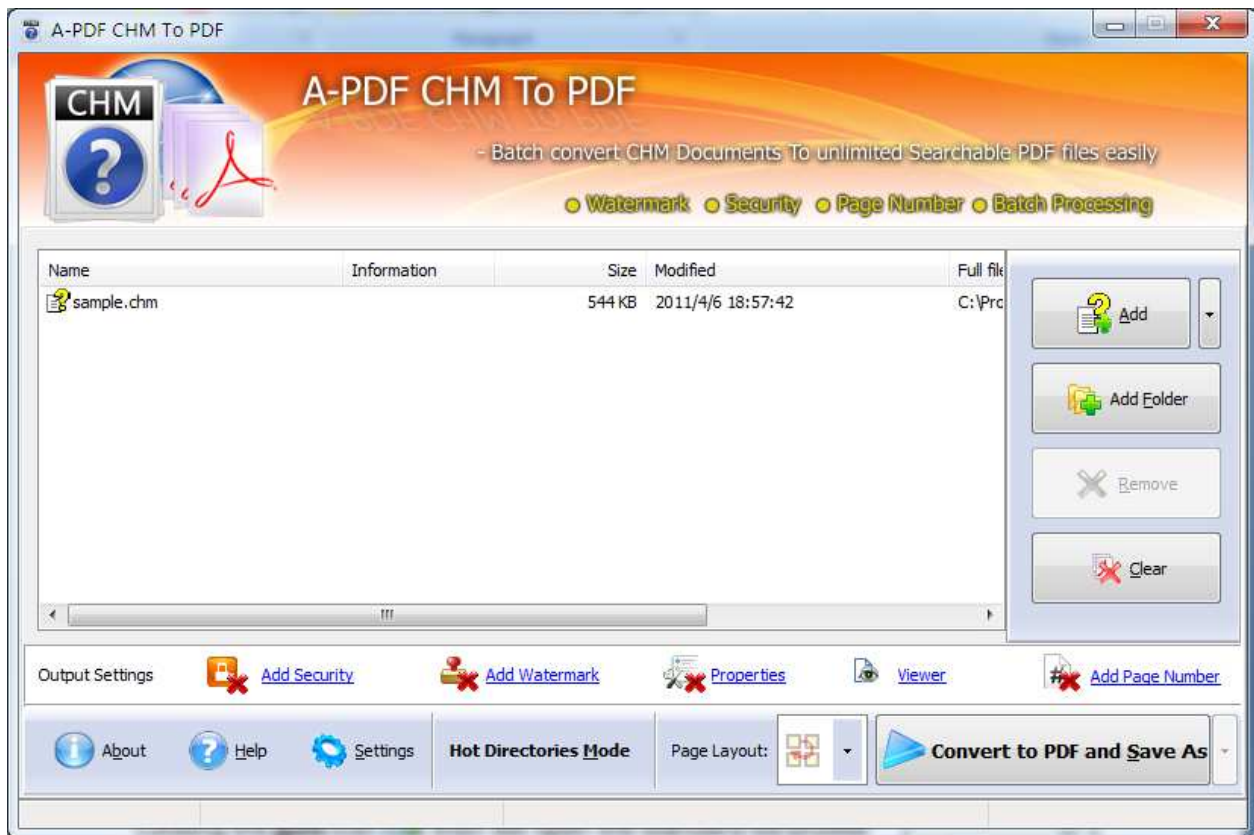 A-PDF CHM To PDF
CHM
A-PDF CHM To PDF
- Batch convert CHM Documents To unlimited Searchable PDF files easily
Watermark Security Page Number Batch Processing
Name Information Size Modified Full file
sample.chm 544 KB 2011/4/6 18:57:42 C:\Prc
Add
Add Folder
Remove
Clear
Output Settings Add Security Add Watermark Properties Viewer Add Page Number
About Help Settings Hot Directories Mode Page Layout: Convert to PDF and Save As